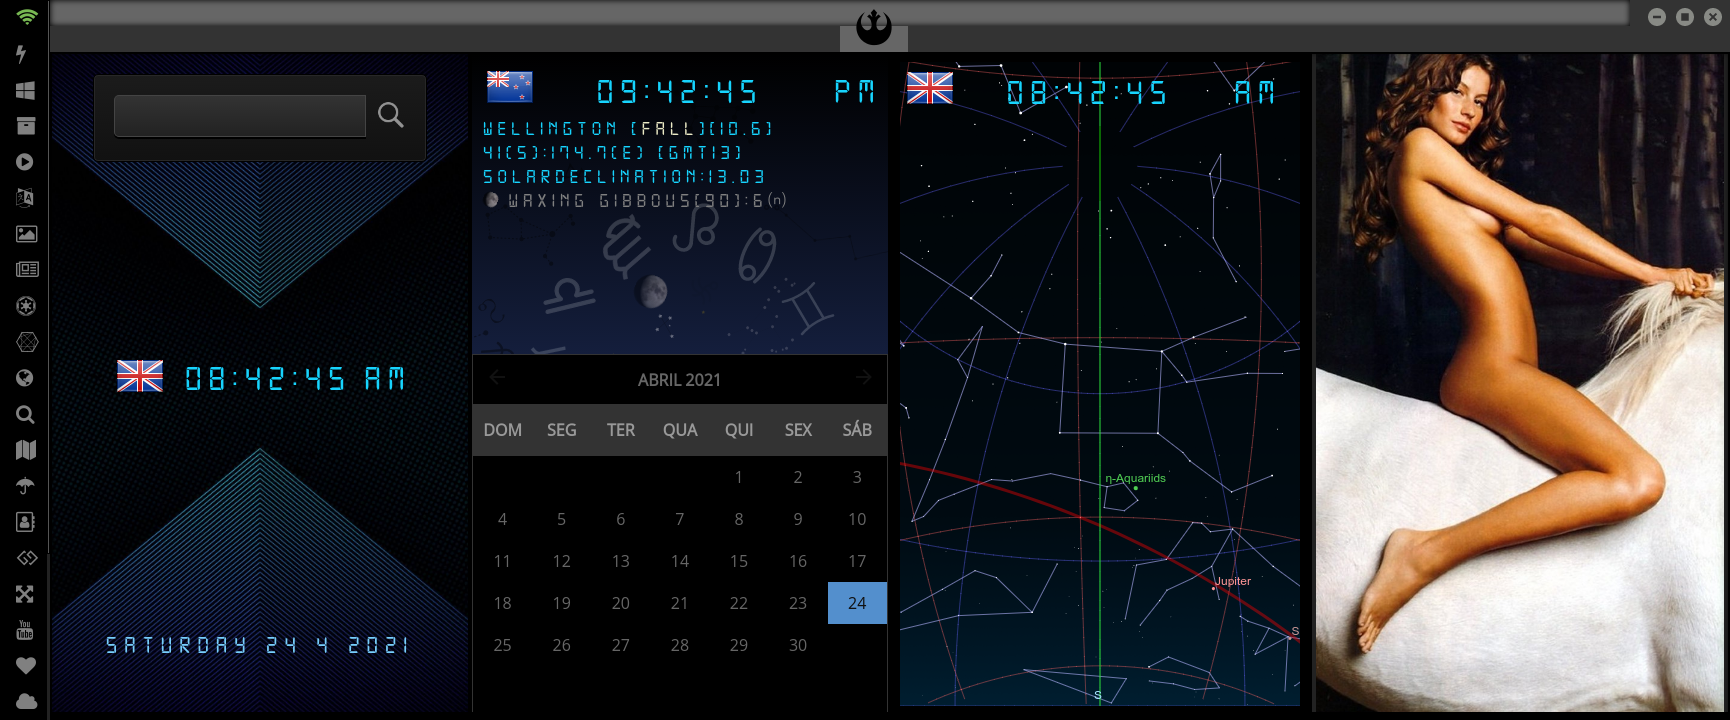 09:42:45 PM
WELLINGTON [FALL][10.6]
41(S):174.7(E) [GMT13]
SOLARDECLINATION:13.03
WAXING GIBBOUS[90]:6(n)
08:42:45 AM
08:42:45 AM
ABRIL 2021
DOM SEG TER QUA QUI SEX SÁB
1 2 3
4 5 6 7 8 9 10
11 12 13 14 15 16 17
18 19 20 21 22 23 24
25 26 27 28 29 30
SATURDAY 24 4 2021
η-Aquariids
Jupiter
S
S
You
Tube